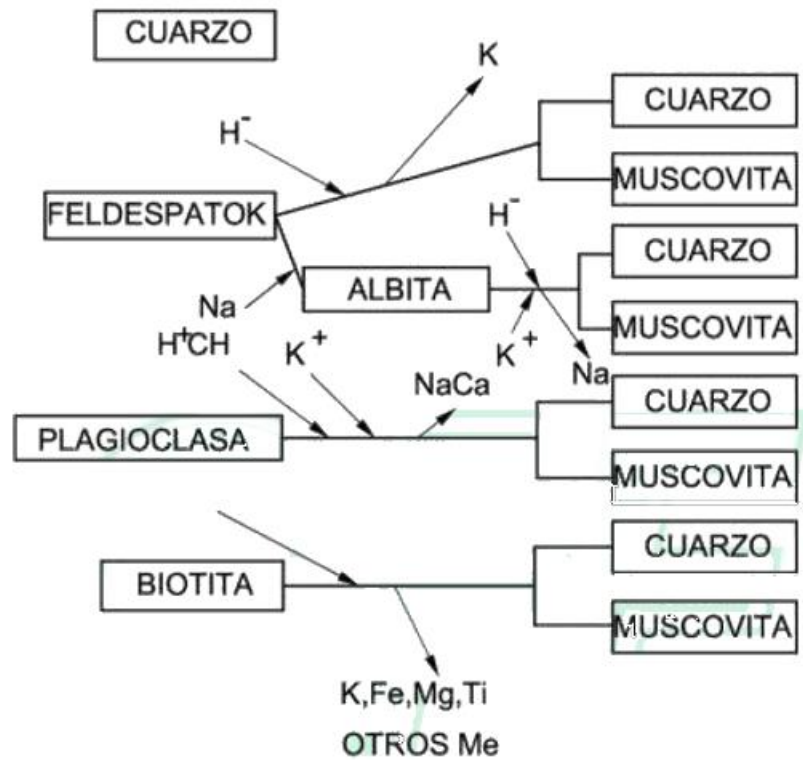 CUARZO
K
CUARZO
H-
MUSCOVITA
FELDESPATOK
H-
CUARZO
ALBITA
Na
MUSCOVITA
H+CH
K+
K+
Na
NaCa
CUARZO
PLAGIOCLASA
MUSCOVITA
CUARZO
BIOTITA
MUSCOVITA
K,Fe,Mg,Ti
OTROS Me